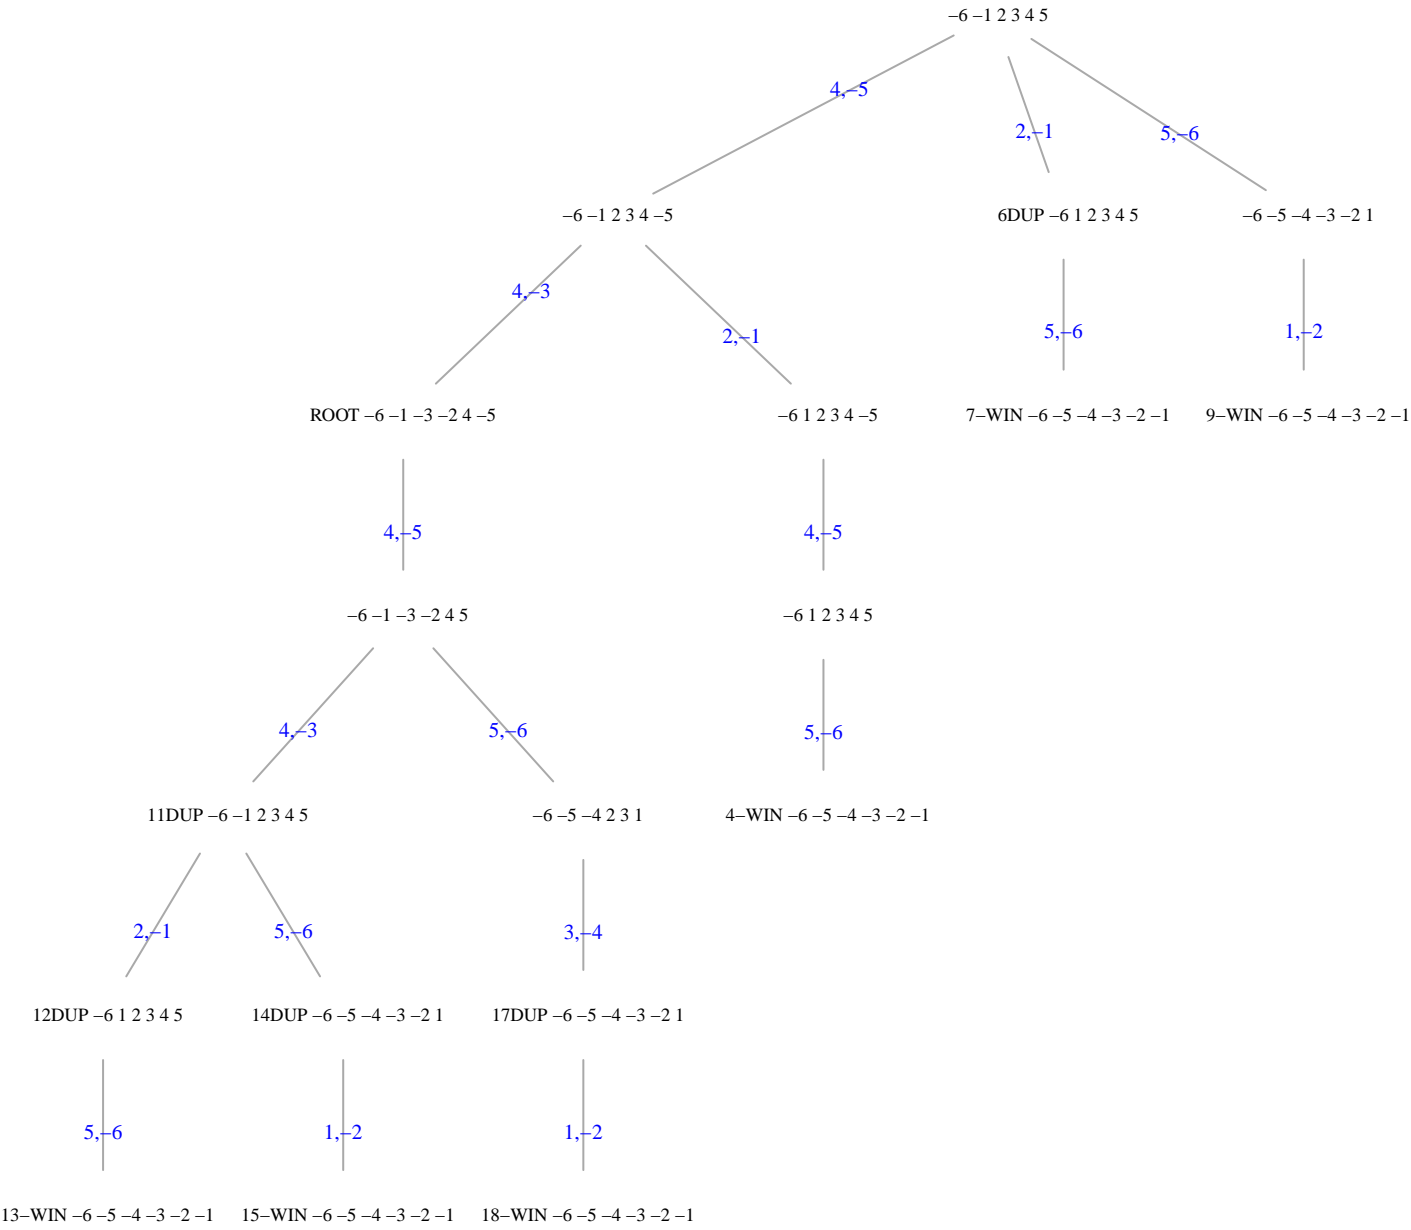 –6 –1 2 3 4 5
4,–5
2,–1
5,–6
–6 –1 2 3 4 –5
6DUP –6 1 2 3 4 5
–6 –5 –4 –3 –2 1
4,–3
2,–1
5,–6
1,–2
ROOT –6 –1 –3 –2 4 –5
–6 1 2 3 4 –5
7–WIN –6 –5 –4 –3 –2 –1
9–WIN –6 –5 –4 –3 –2 –1
4,–5
4,–5
–6 –1 –3 –2 4 5
–6 1 2 3 4 5
4,–3
5,–6
5,–6
11DUP –6 –1 2 3 4 5
–6 –5 –4 2 3 1
4–WIN –6 –5 –4 –3 –2 –1
2,–1
5,–6
3,–4
12DUP –6 1 2 3 4 5
14DUP –6 –5 –4 –3 –2 1
17DUP –6 –5 –4 –3 –2 1
5,–6
1,–2
1,–2
13–WIN –6 –5 –4 –3 –2 –1
15–WIN –6 –5 –4 –3 –2 –1
18–WIN –6 –5 –4 –3 –2 –1